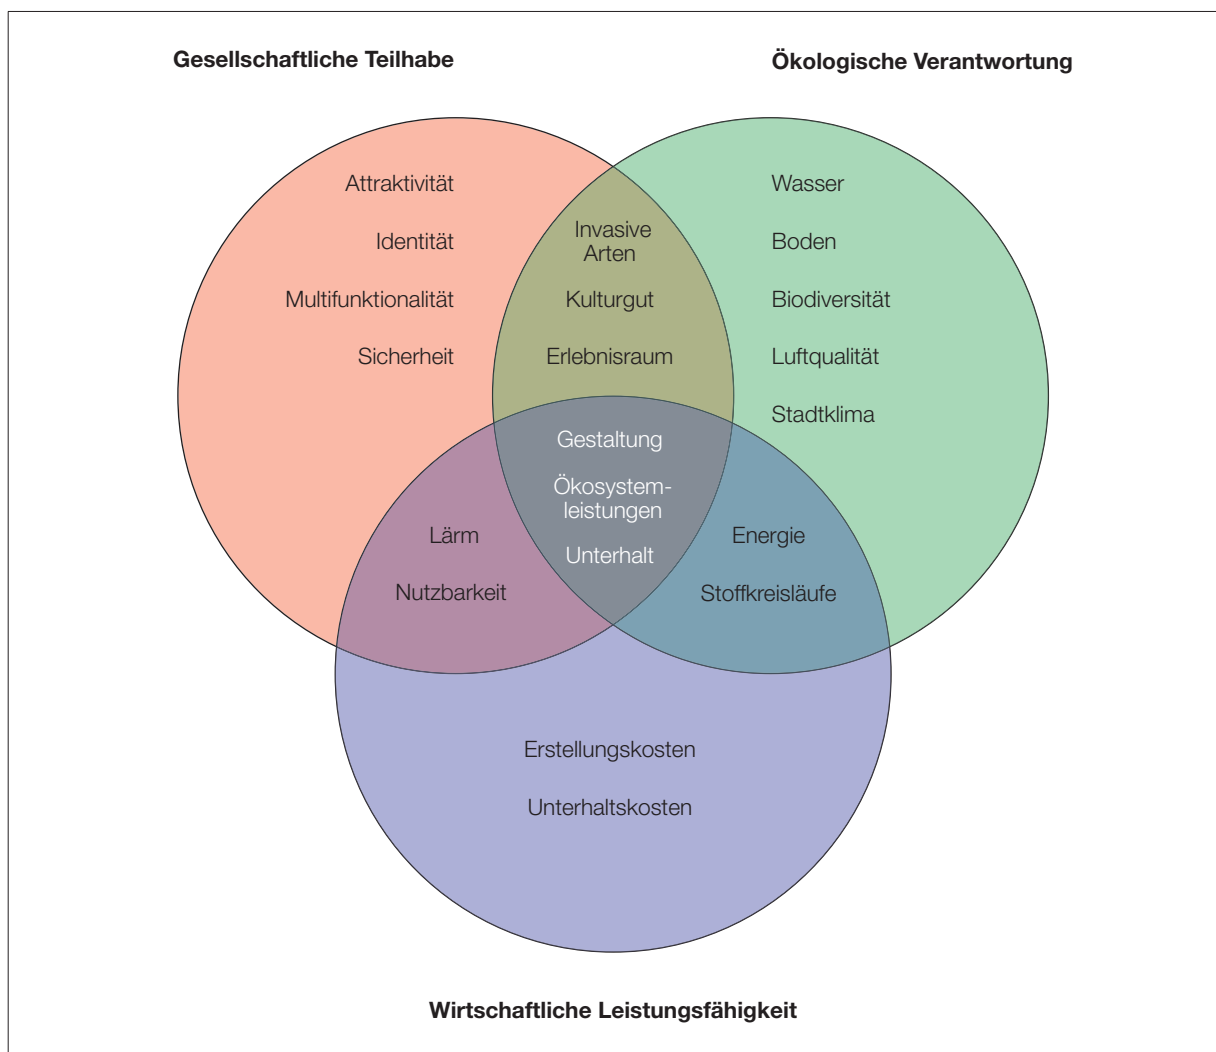 Gesellschaftliche Teilhabe
Ökologische Verantwortung
Attraktivität
Identität
Multifunktionalität
Sicherheit
Invasive
Arten
Kulturgut
Erlebnisraum
Wasser
Boden
Biodiversität
Luftqualität
Stadtklima
Gestaltung
Ökosystem-
leistungen
Unterhalt
Lärm
Nutzbarkeit
Energie
Stoffkreisläufe
Erstellungskosten
Unterhaltskosten
Wirtschaftliche Leistungsfähigkeit